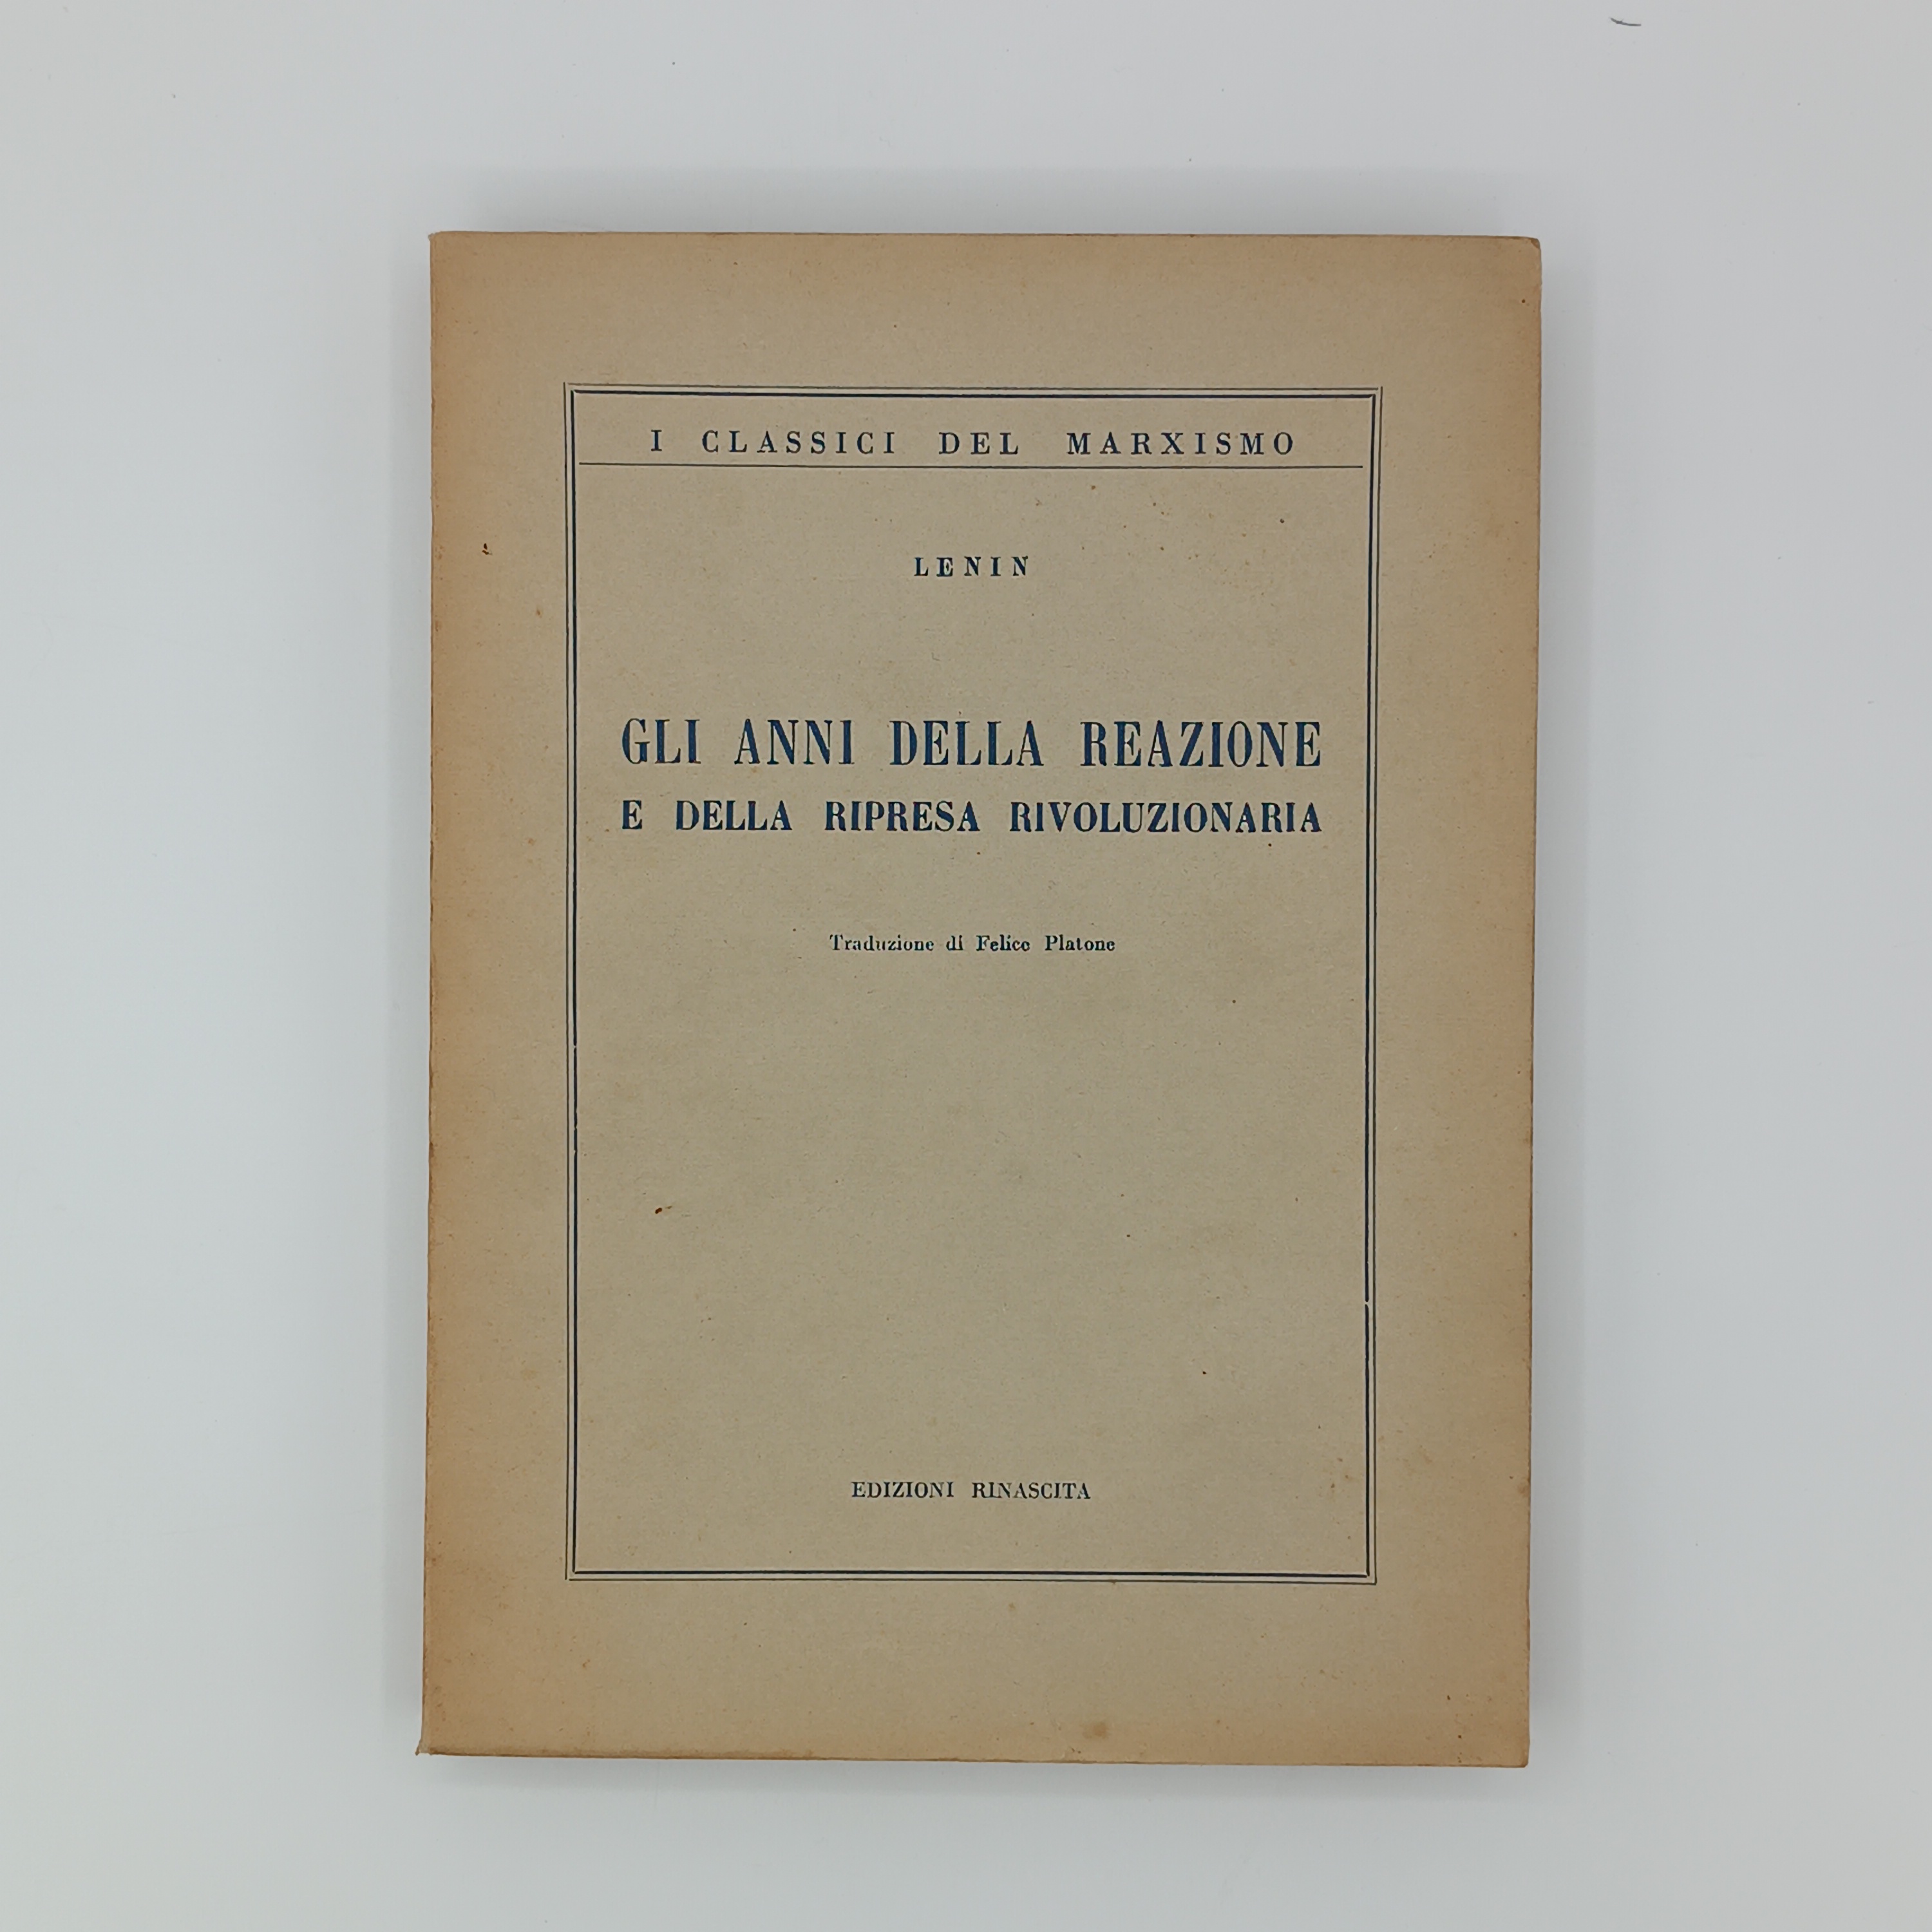 I CLASSICI DEL MARXISMO
LENIN
GLI ANNI DELLA REAZIONE
E DELLA RIPRESA RIVOLUZIONARIA
Traduzione di Felice Platone
EDIZIONI RINASCITA